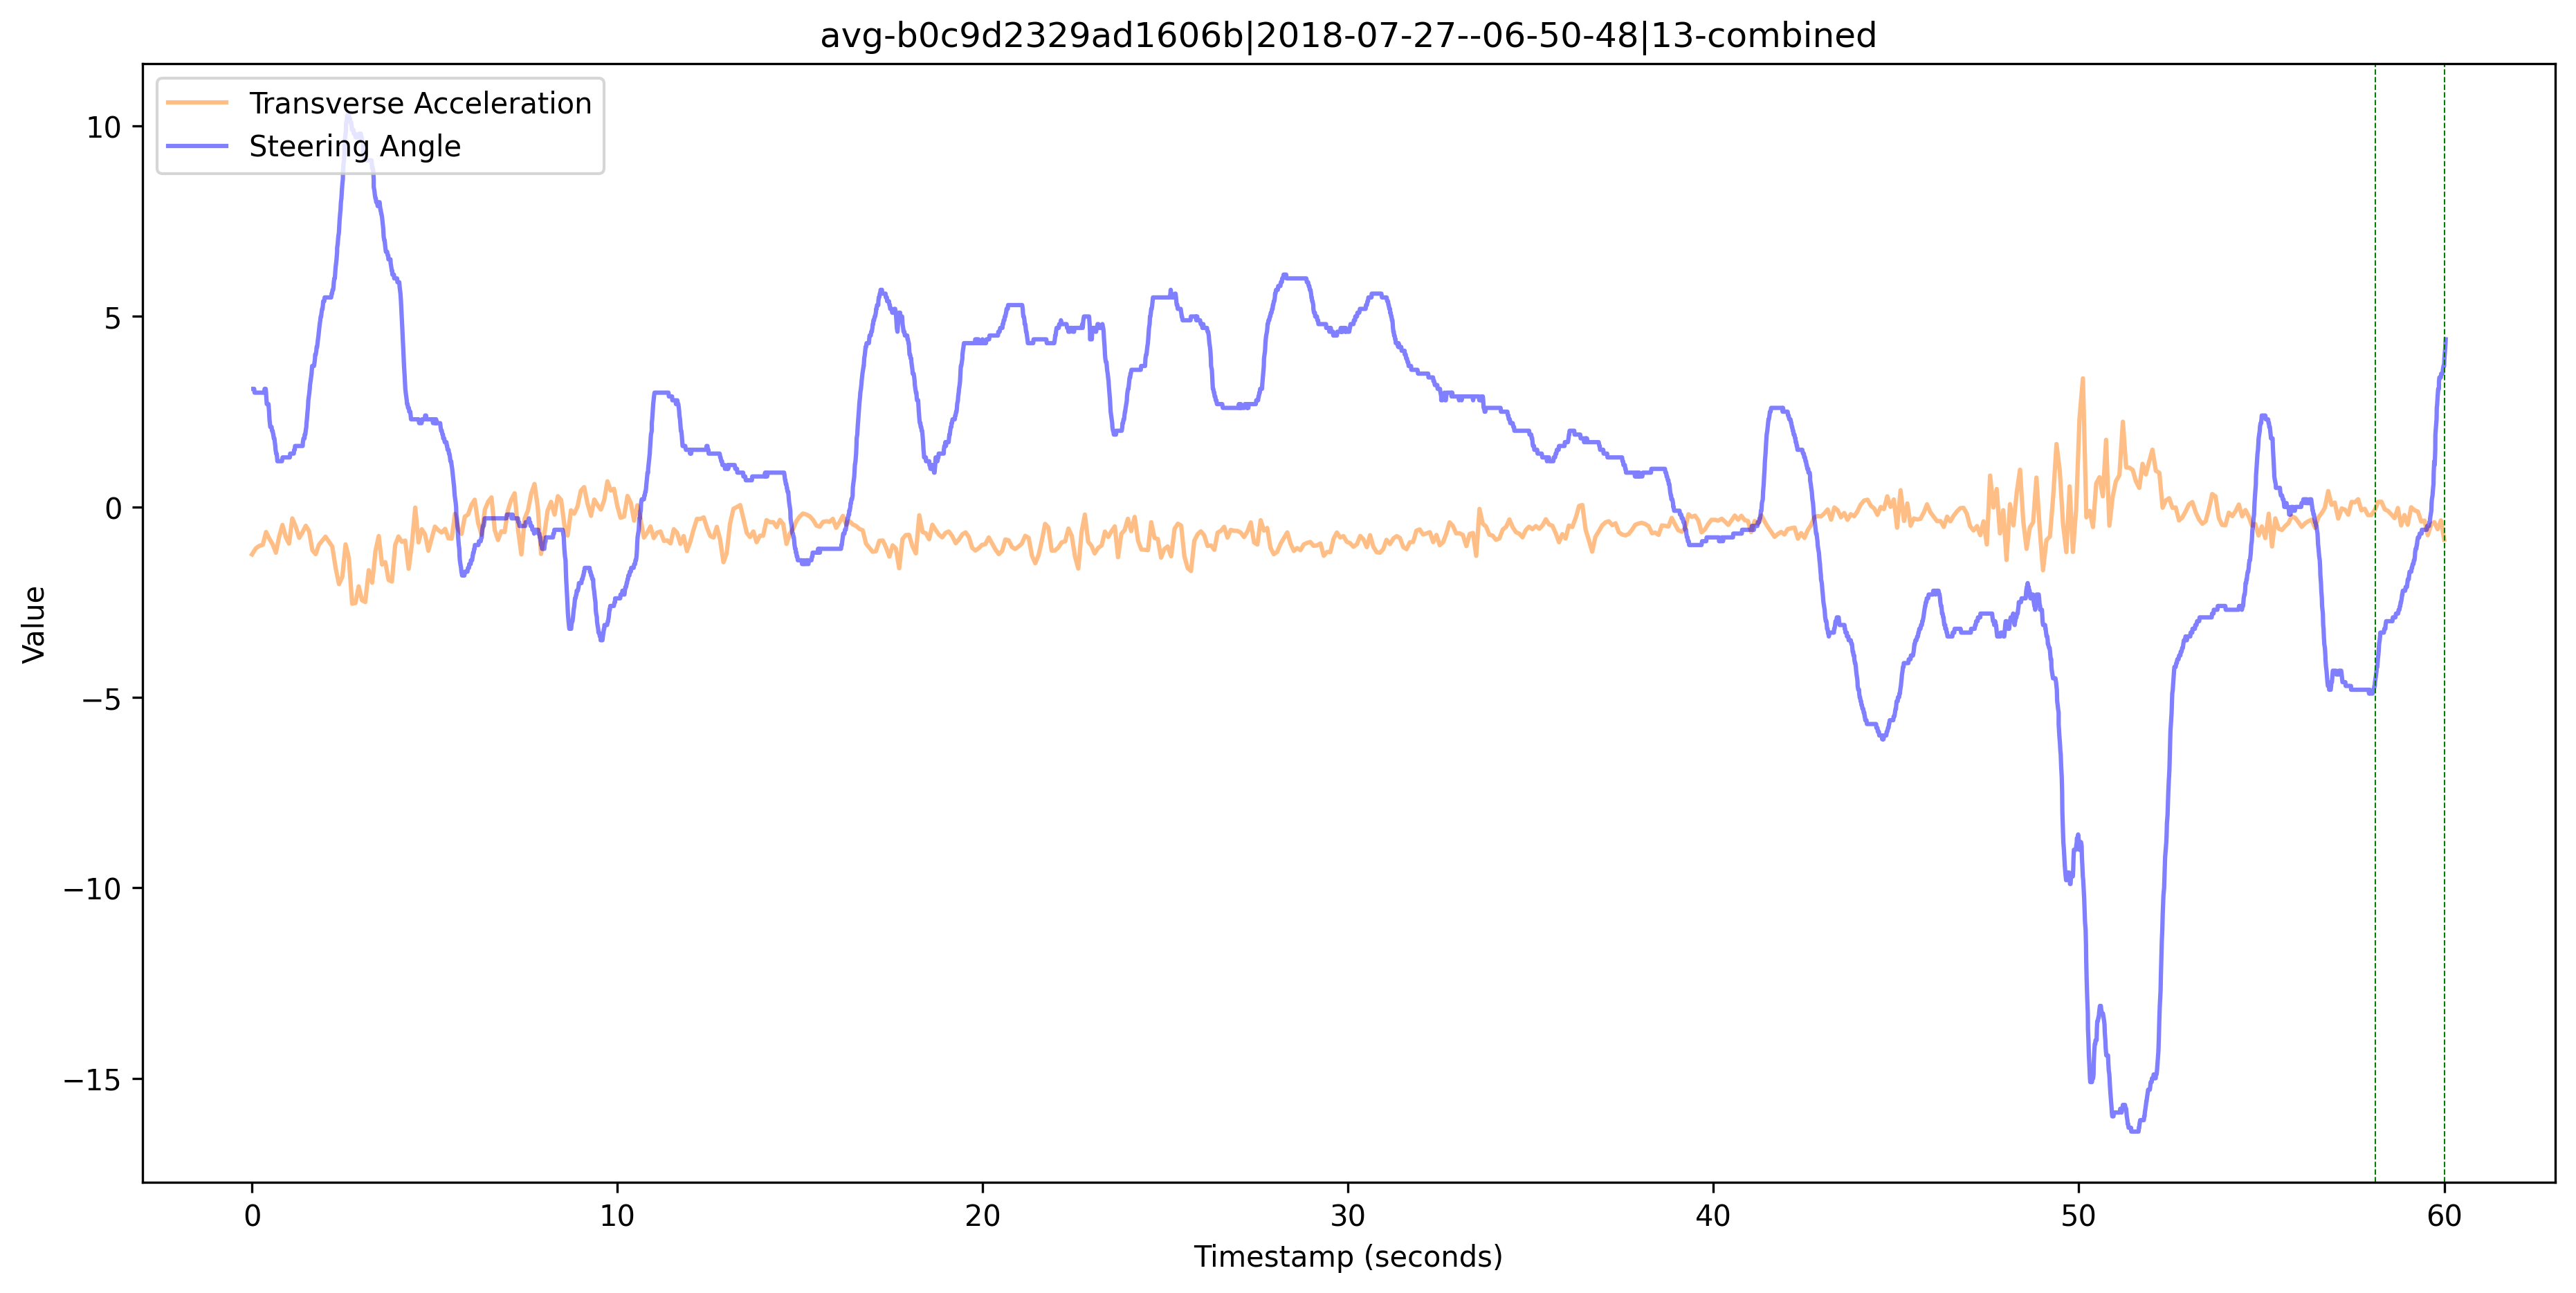 avg-b0c9d2329ad1606b|2018-07-27--06-50-48|13-combined
Transverse Acceleration
Steering Angle
10
5
0
−5
−10
−15
Value
0 10 20 30 40 50 60
Timestamp (seconds)